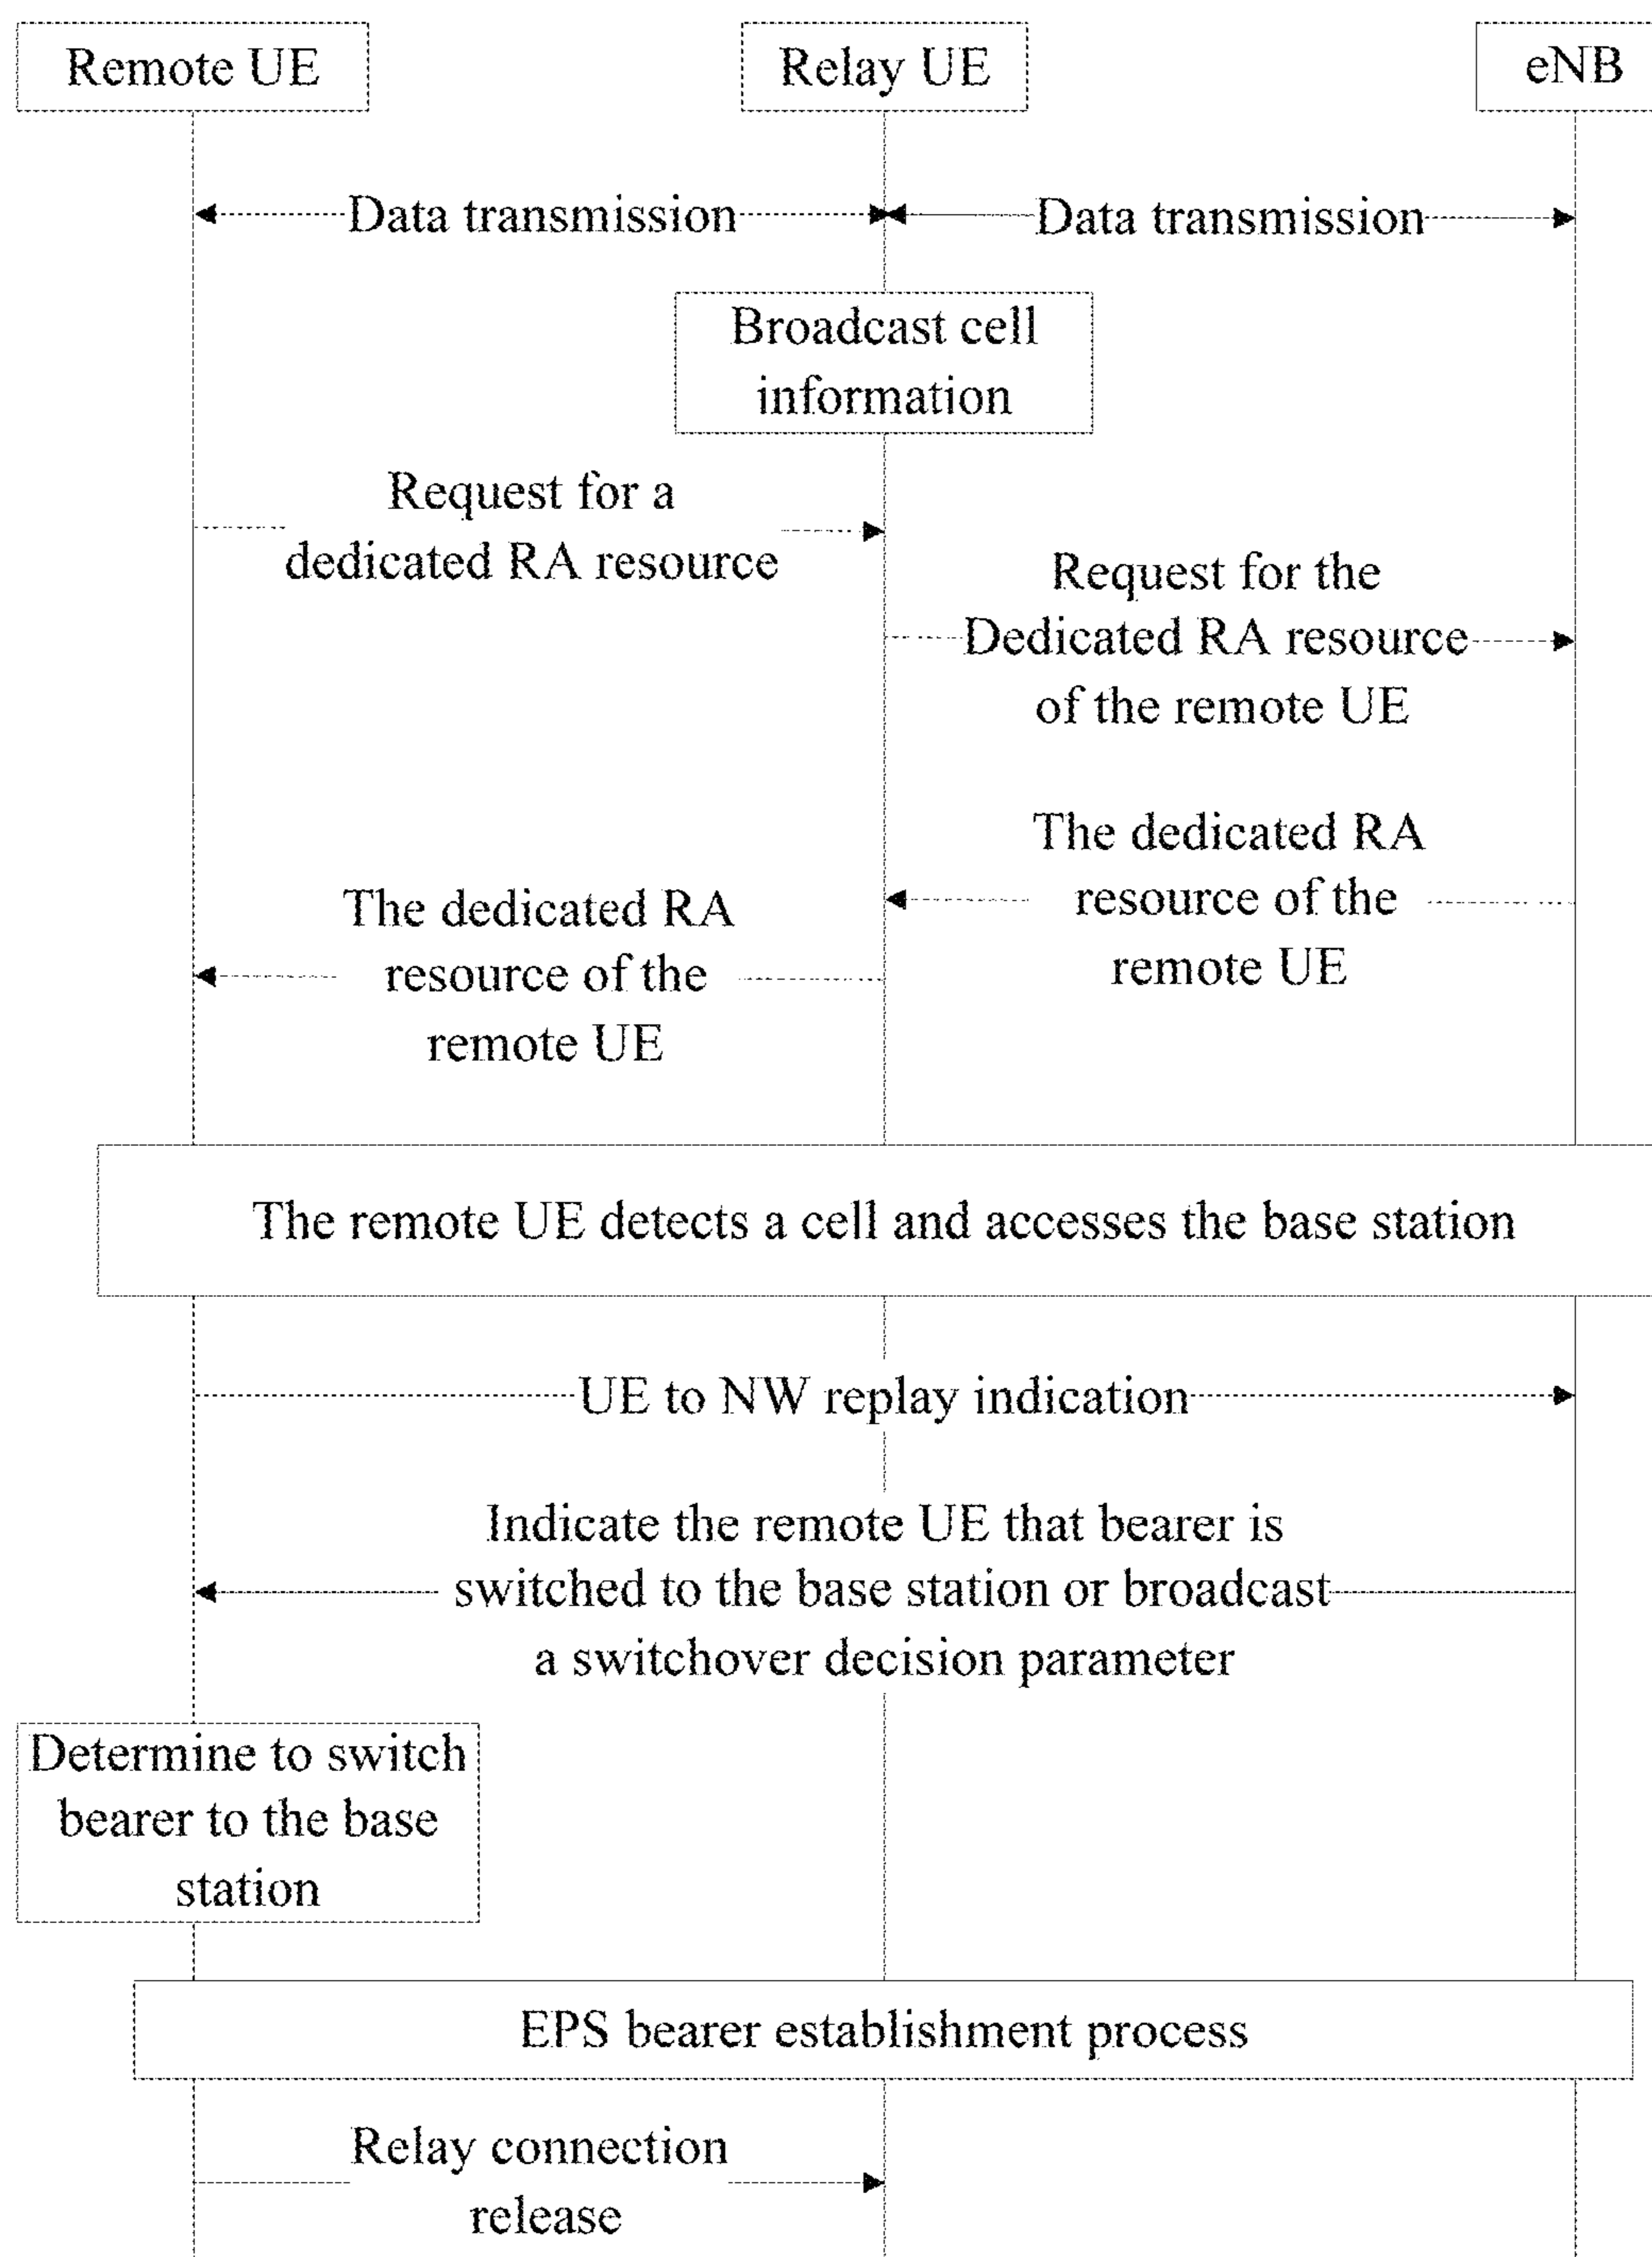 Remote UE
Relay UE
eNB
Data transmission
Data transmission
Broadcast cell
information
Request for a
dedicated RA resource
Request for the
Dedicated RA resource
of the remote UE
The dedicated RA
resource of the
remote UE
The dedicated RA
resource of the
remote UE
The remote UE detects a cell and accesses the base station
UE to NW replay indication
Indicate the remote UE that bearer is
switched to the base station or broadcast
a switchover decision parameter
Determine to switch
bearer to the base
station
EPS bearer establishment process
Relay connection
release